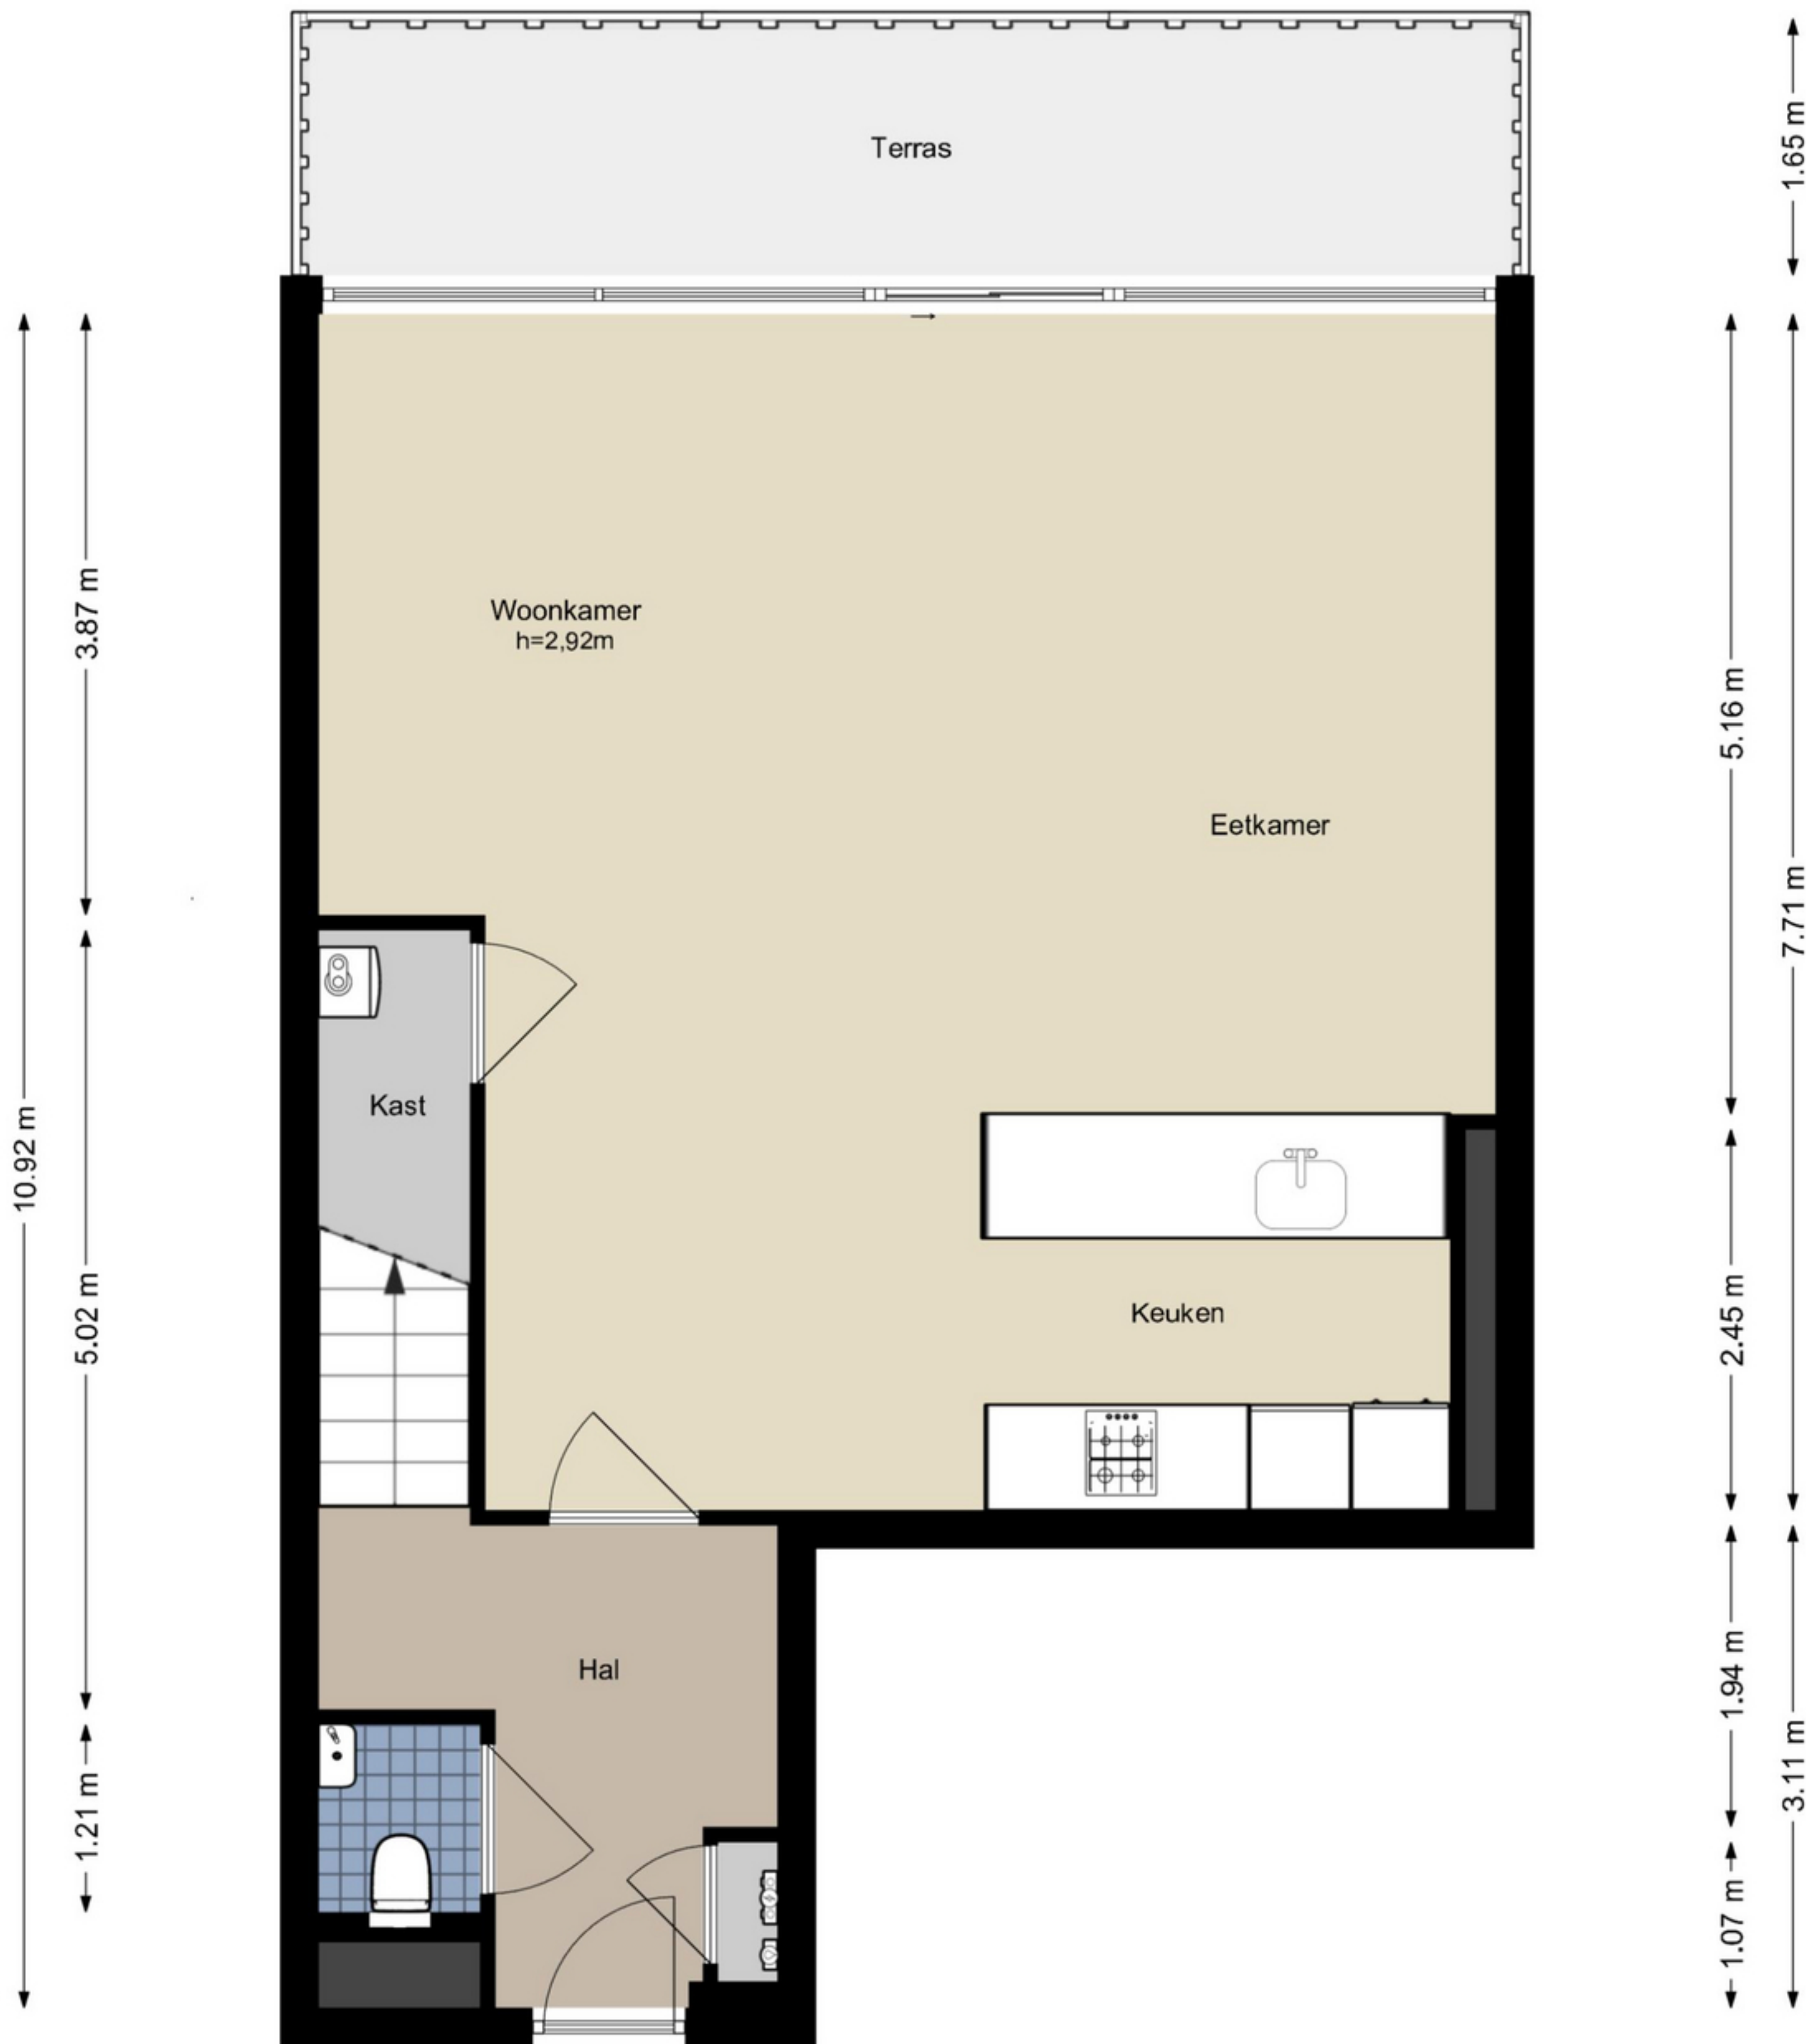 Terras
1.65 m
Woonkamer
h=2,92m
3.87 m
5.16 m
Eetkamer
7.71 m
Kast
10.92 m
5.02 m
Keuken
2.45 m
Hal
1.94 m
3.11 m
1.21 m
1.07 m